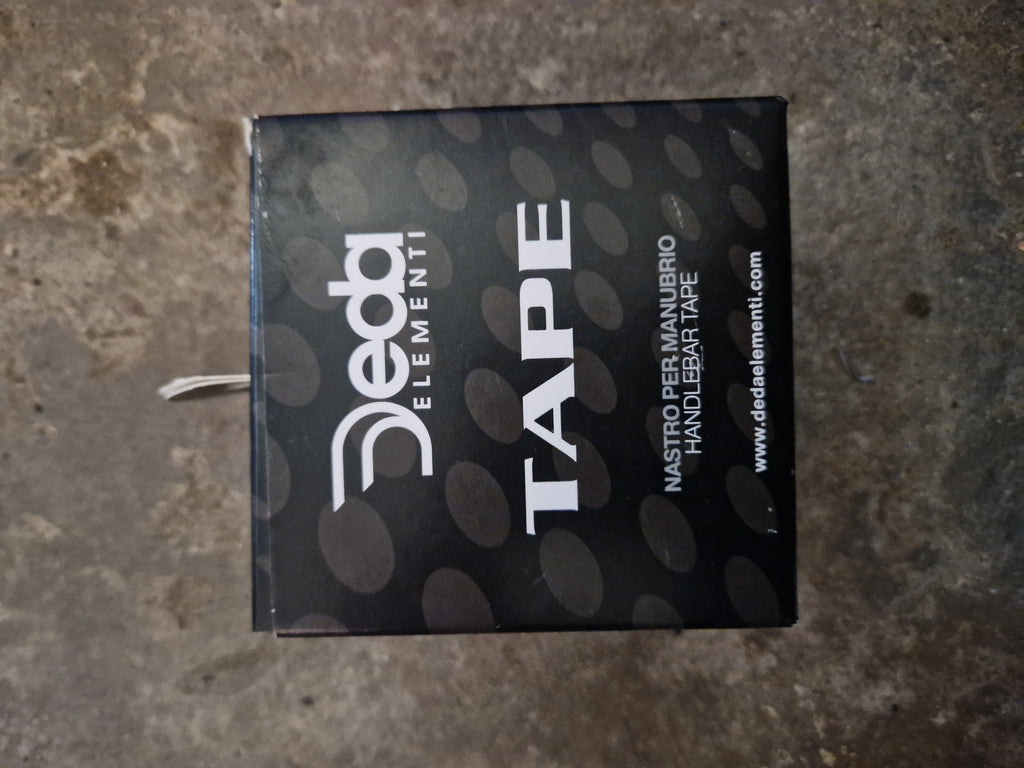 Deda
ELEMENTI
TAPE
NASTRO PER MANUBRIO
HANDLEBAR TAPE
www.dedaelementi.com